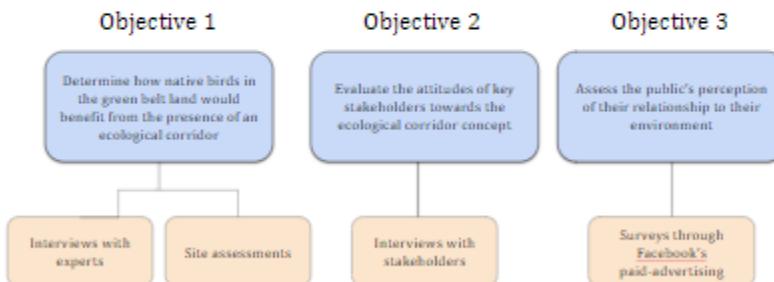 Objective 1
Objective 2
Objective 3
Determine how native birds in
the green belt land would
benefit from the presence of an
ecological corridor
Evaluate the attitudes of key
stakeholders towards the
ecological corridor concept
Assess the public's perception
of their relationship to their
environment
Interviews with
experts
Site assessments
Interviews with
stakeholders
Surveys through
Facebook's
paid-advertising